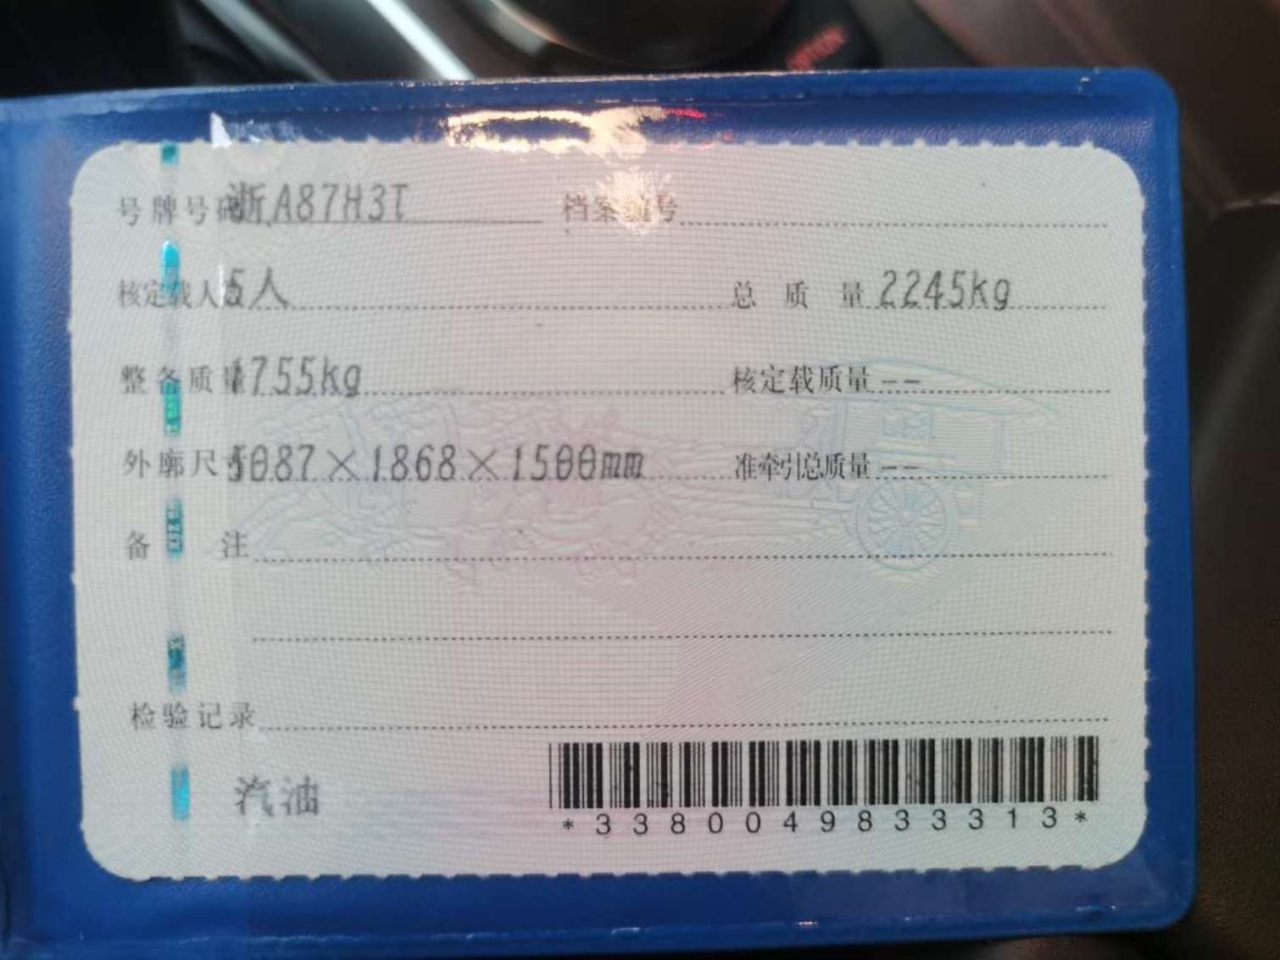 号牌号码 浙A87H3T 档案编号
核定载人数 5人 总质量 2245kg
整备质量 1755kg 核定载质量 --
外廓尺寸 5087×1868×1500mm 准牵引总质量 --
备注
检验记录
汽油
*3380049833313*